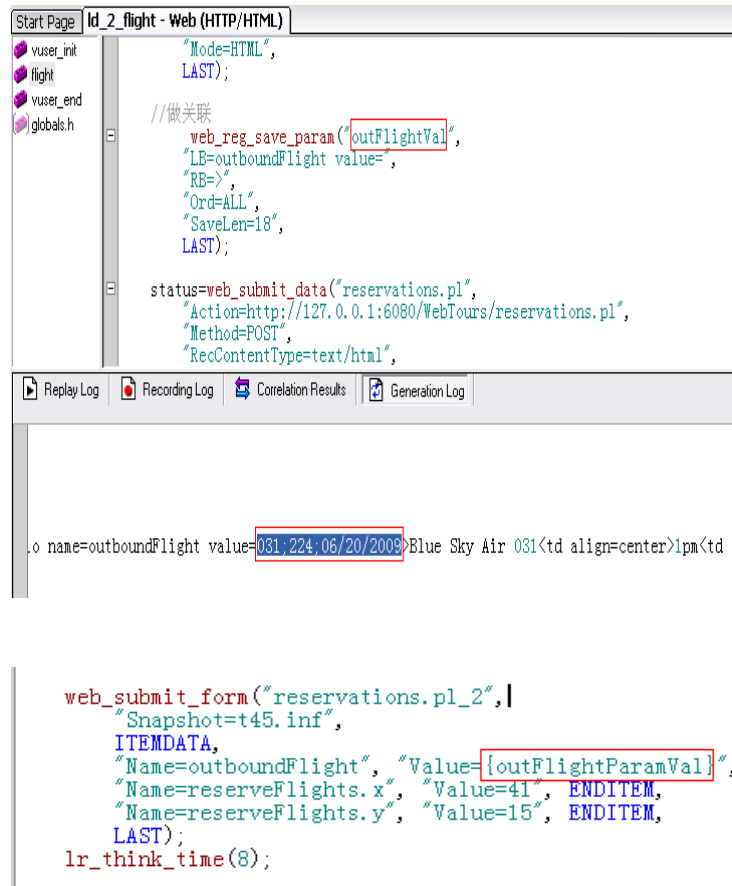 Start Page ld_2_flight - Web (HTTP/HTML)
vuser_init
flight
vuser_end
globals.h
"Mode=HTML",
LAST);
//做关联
web_reg_save_param("outFlightVal",
"LB=outboundFlight value=",
"RB=>",
"Ord=ALL",
"SaveLen=18",
LAST);
status=web_submit_data("reservations.pl",
"Action=http://127.0.0.1:6080/WebTours/reservations.pl",
"Method=POST",
"RecContentType=text/html",
Replay Log Recording Log Correlation Results Generation Log
.o name=outboundFlight value=031;224;06/20/2009>Blue Sky Air 031<td align=center>1pm<td
web_submit_form("reservations.pl_2",
"Snapshot=t45.inf",
ITEMDATA,
"Name=outboundFlight", "Value={outFlightParamVal}",
"Name=reserveFlights.x", "Value=41", ENDITEM,
"Name=reserveFlights.y", "Value=15", ENDITEM,
LAST);
lr_think_time(8);